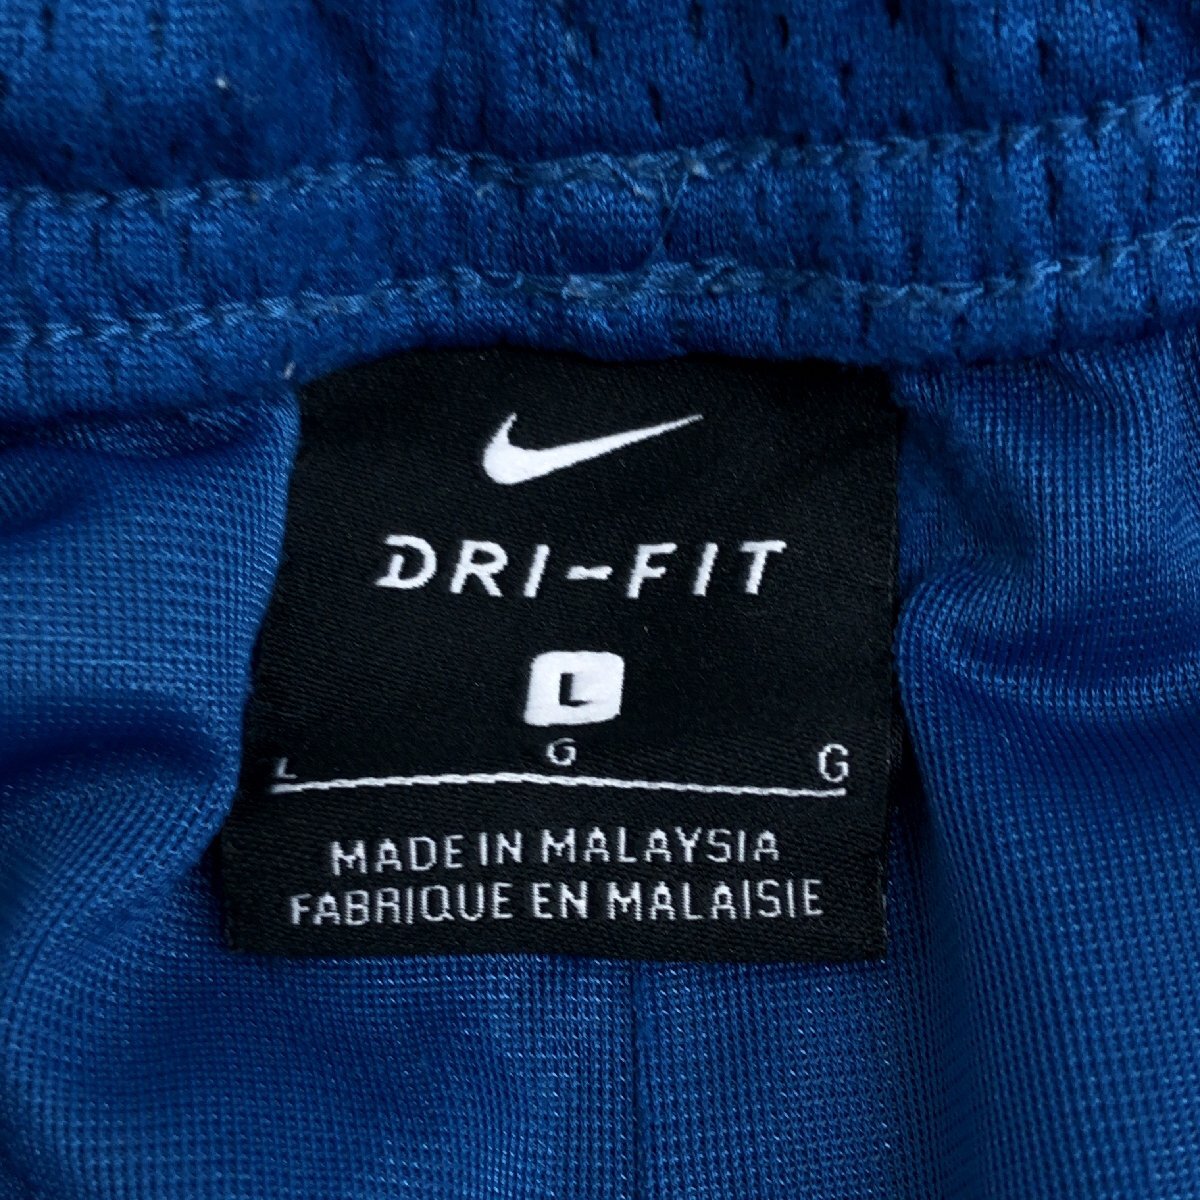 DRI-FIT
L
L G G
MADE IN MALAYSIA
FABRIQUE EN MALAISIE